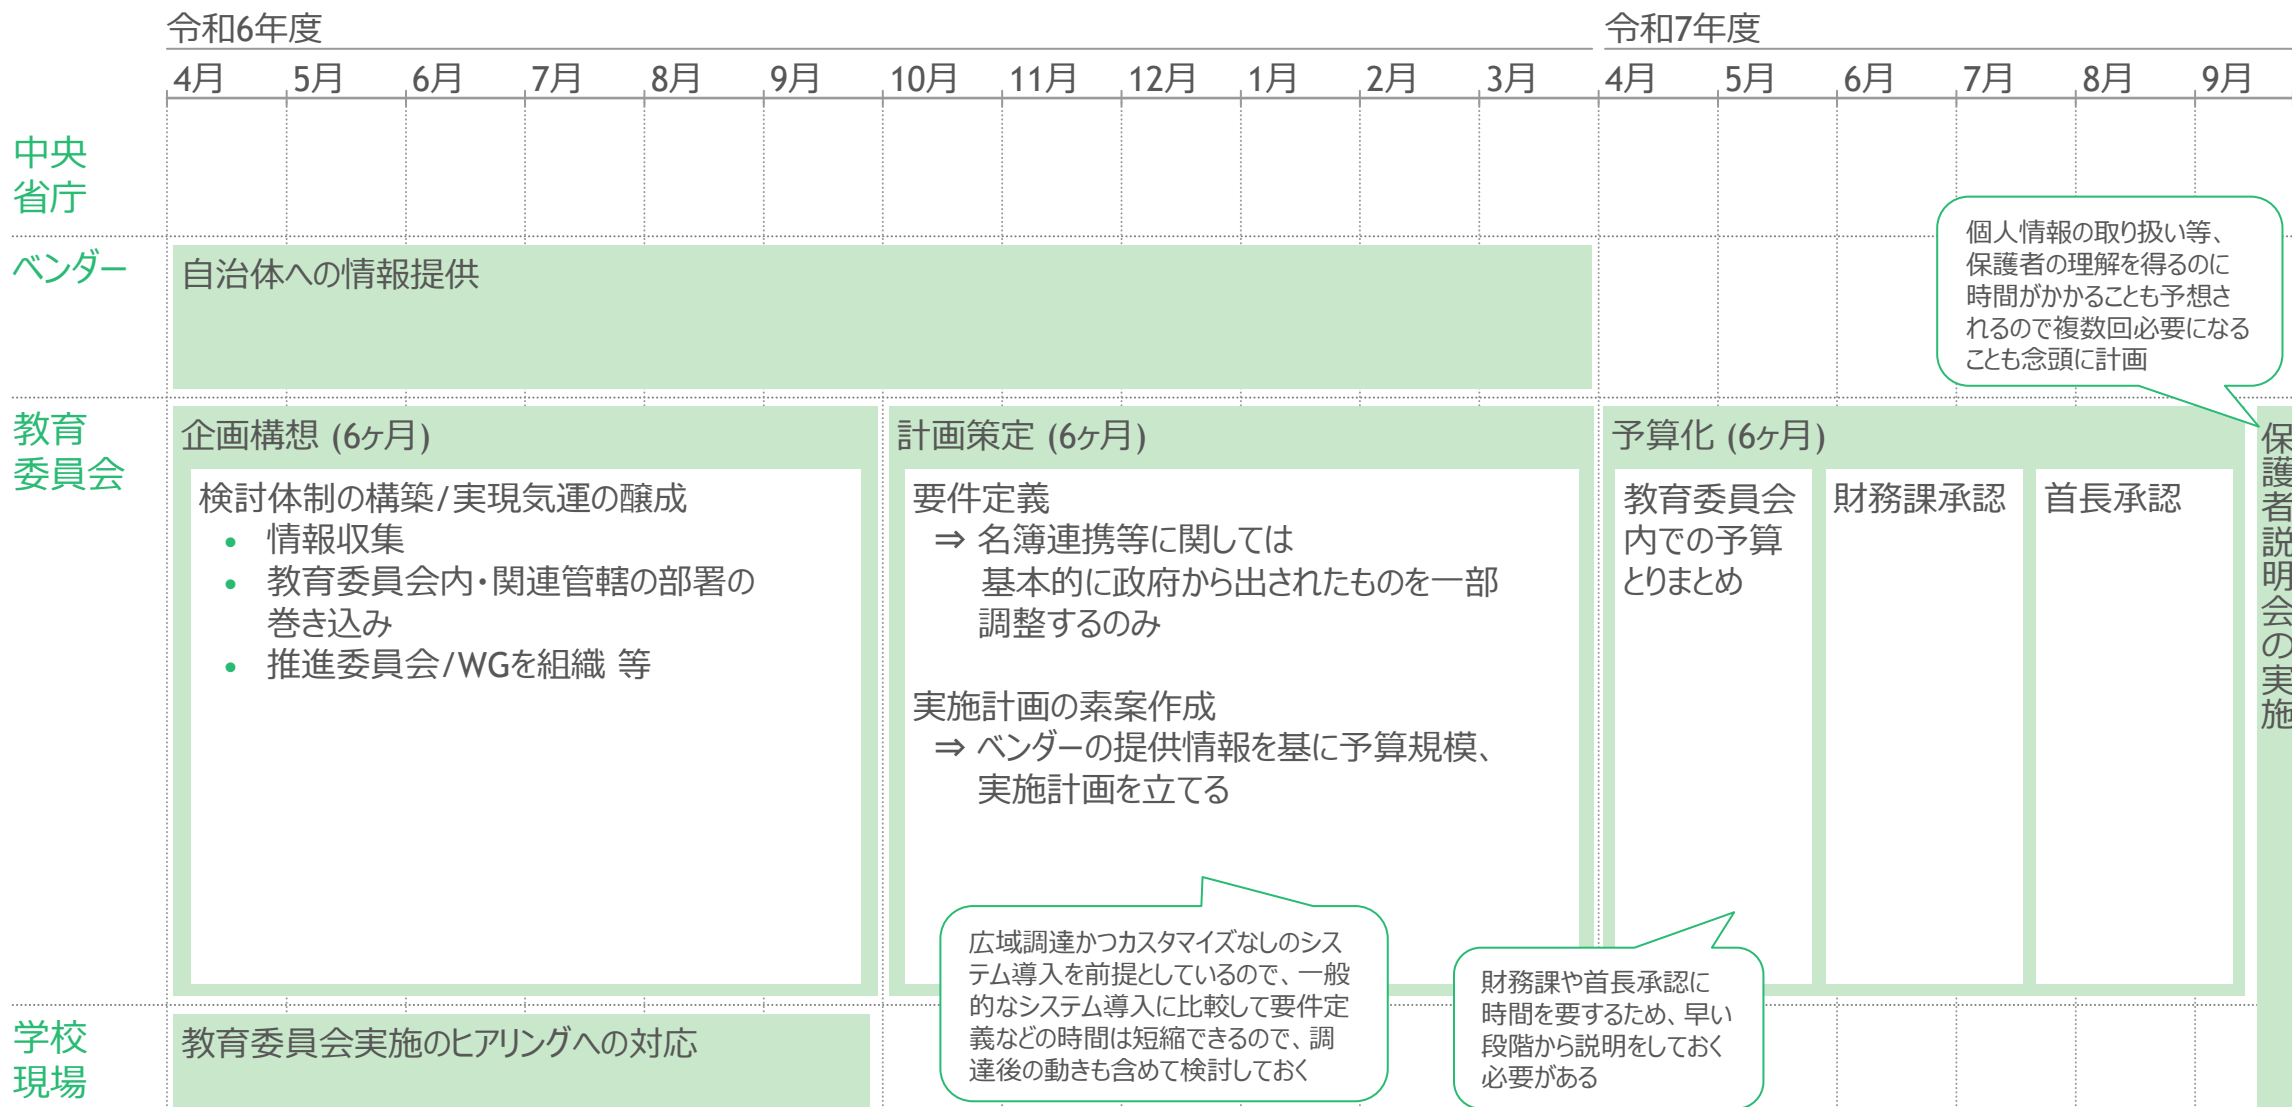 令和6年度
令和7年度
4月 5月 6月 7月 8月 9月 10月 11月 12月 1月 2月 3月 4月 5月 6月 7月 8月 9月
中央
省庁
ベンダー
自治体への情報提供
個人情報の取り扱い等、
保護者の理解を得るのに
時間がかかることも予想さ
れるので複数回必要になる
ことも念頭に計画
教育
委員会
企画構想 (6ヶ月)
検討体制の構築/実現気運の醸成
• 情報収集
• 教育委員会内・関連管轄の部署の
巻き込み
• 推進委員会/WGを組織 等
計画策定 (6ヶ月)
要件定義
⇒ 名簿連携等に関しては
基本的に政府から出されたものを一部
調整するのみ
実施計画の素案作成
⇒ ベンダーの提供情報を基に予算規模、
実施計画を立てる
広域調達かつカスタマイズなしのシス
テム導入を前提としているので、一般
的なシステム導入に比較して要件定
義などの時間は短縮できるので、調
達後の動きも含めて検討しておく
予算化 (6ヶ月)
教育委員会
内での予算
とりまとめ
財務課承認
首長承認
財務課や首長承認に
時間を要するため、早い
段階から説明をしておく
必要がある
保護者説明会の実施
学校
現場
教育委員会実施のヒアリングへの対応